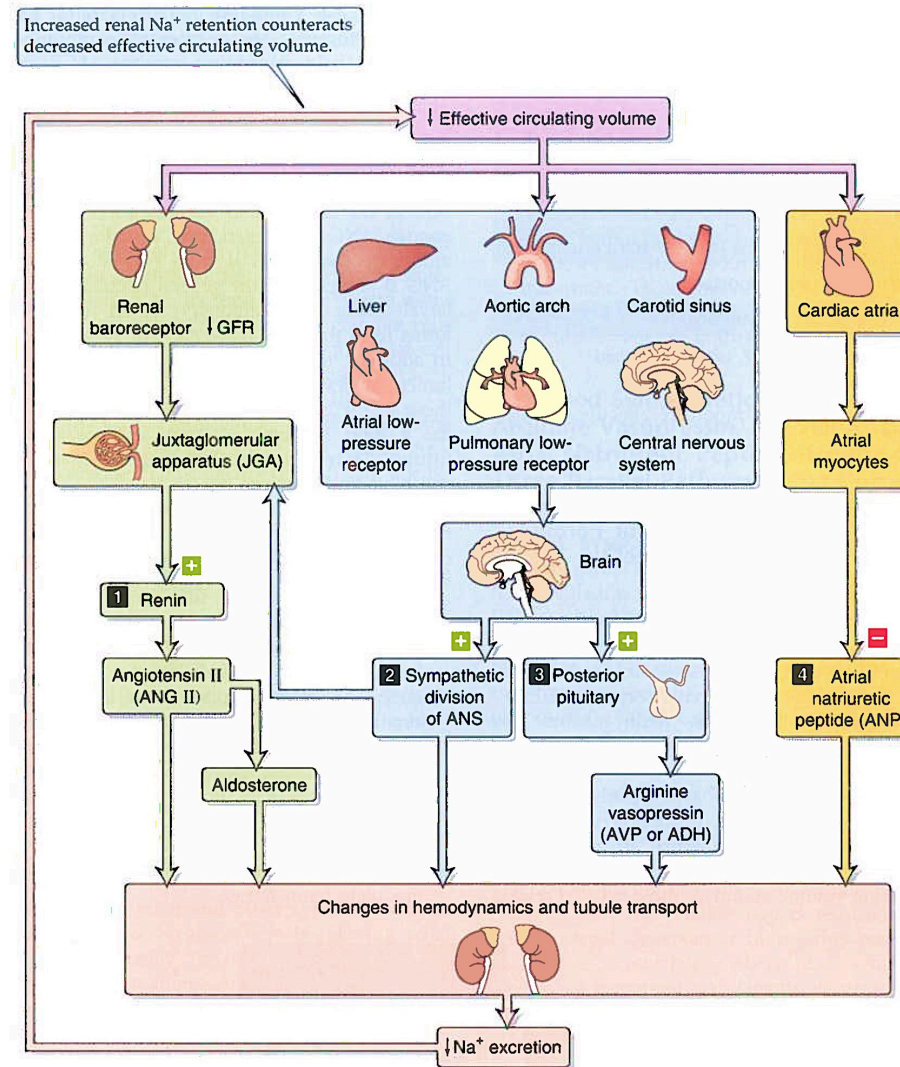 Increased renal Na⁺ retention counteracts
decreased effective circulating volume.
↓ Effective circulating volume
Renal
baroreceptor ↓ GFR
Liver
Aortic arch
Carotid sinus
Atrial low-
pressure
receptor
Pulmonary low-
pressure receptor
Central nervous
system
Cardiac atria
Juxtaglomerular
apparatus (JGA)
Atrial
myocytes
Brain
+
+
+
−
1 Renin
Angiotensin II
(ANG II)
2 Sympathetic
division
of ANS
3 Posterior
pituitary
4 Atrial
natriuretic
peptide (ANP
Aldosterone
Arginine
vasopressin
(AVP or ADH)
Changes in hemodynamics and tubule transport
↓Na⁺ excretion